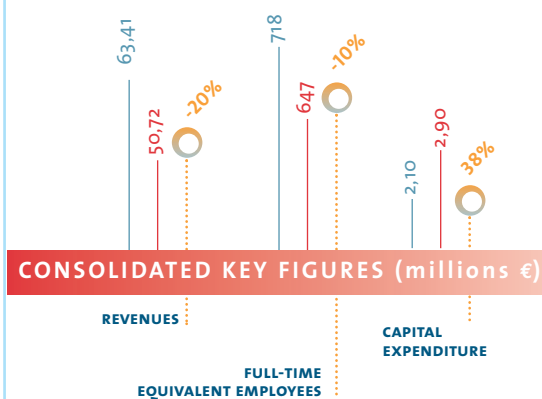 63,41
50,72
-20%
718
647
-10%
2,10
2,90
38%
CONSOLIDATED KEY FIGURES (millions €)
REVENUES
FULL-TIME
EQUIVALENT EMPLOYEES
CAPITAL
EXPENDITURE